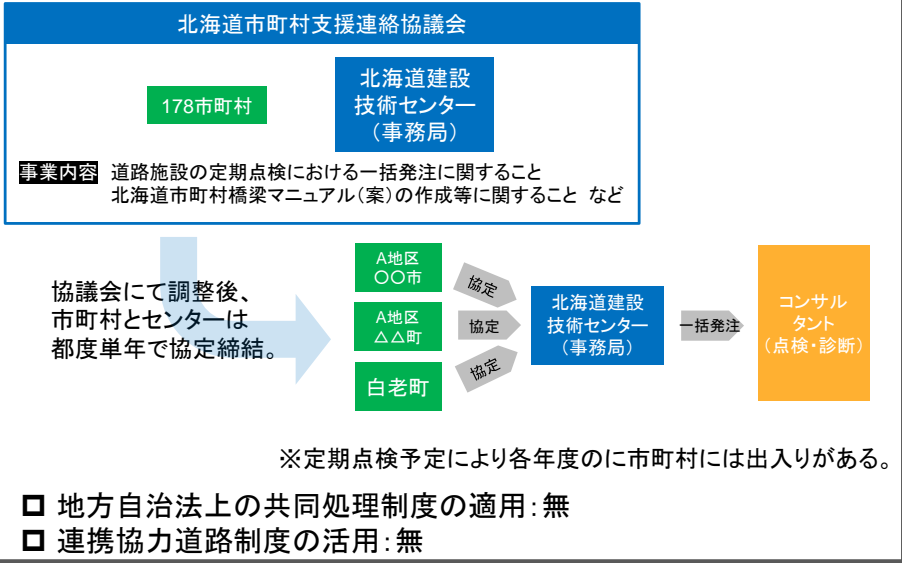 北海道市町村支援連絡協議会
178市町村
北海道建設
技術センター
（事務局）
事業内容 道路施設の定期点検における一括発注に関すること
北海道市町村橋梁マニュアル（案）の作成等に関すること など
協議会にて調整後、
市町村とセンターは
都度単年で協定締結。
A地区
〇〇市
A地区
△△町
白老町
協定
協定
協定
北海道建設
技術センター
（事務局）
一括発注
コンサル
タント
（点検・診断）
※定期点検予定により各年度のに市町村には出入りがある。
地方自治法上の共同処理制度の適用：無
連携協力道路制度の活用：無